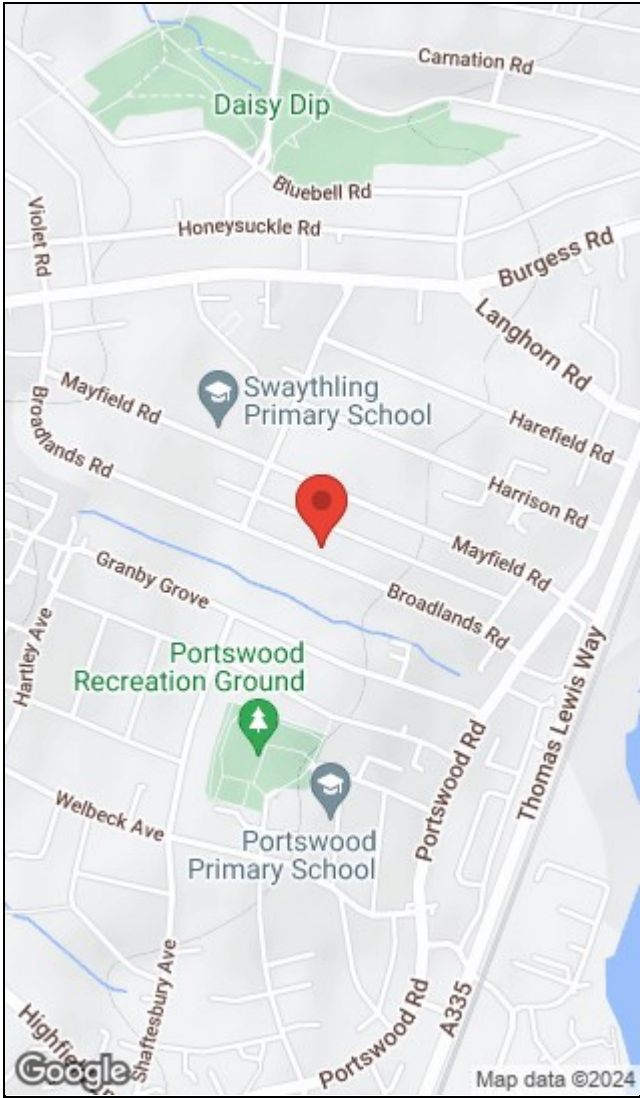 Carnation Rd
Daisy Dip
Bluebell Rd
Violet Rd
Honeysuckle Rd
Burgess Rd
Langhorn Rd
Mayfield Rd
Swaythling
Primary School
Harefield Rd
Broadlands Rd
Harrison Rd
Mayfield Rd
Granby Grove
Broadlands Rd
Hartley Ave
Portswood
Recreation Ground
Thomas Lewis Way
Portswood Rd
Welbeck Ave
Portswood
Primary School
Shaftesbury Ave
A335
Portswood Rd
Google
Map data ©2024